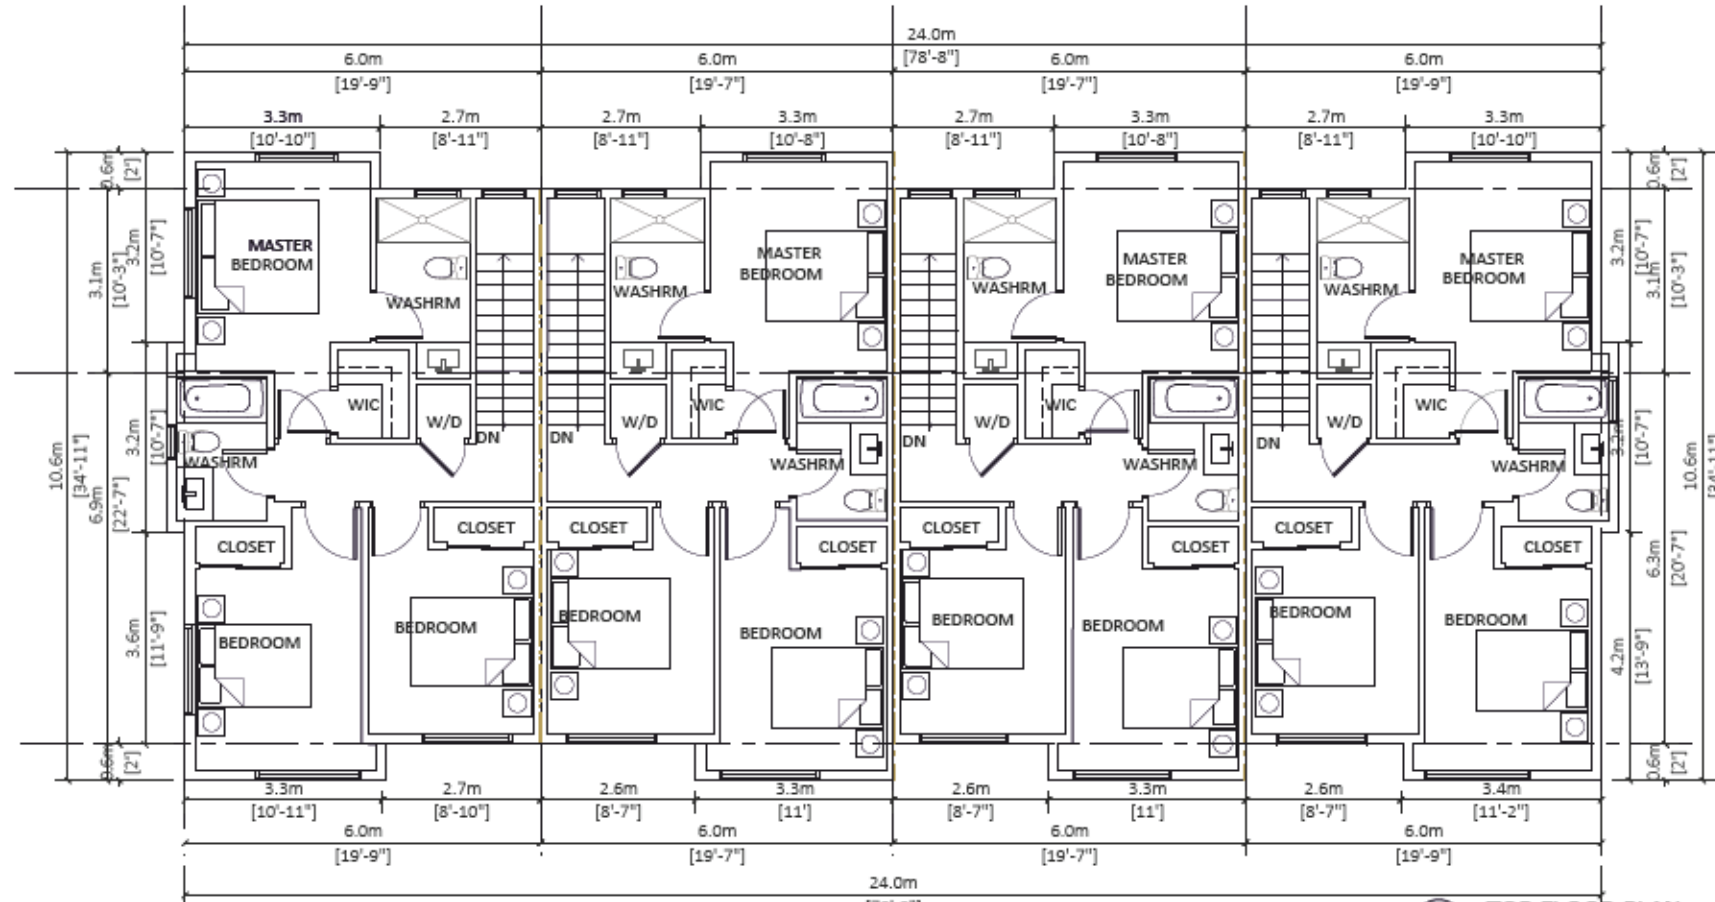 24.0m
[78'-8"]
6.0m 6.0m 6.0m 6.0m
[19'-9"] [19'-7"] [19'-7"] [19'-9"]
3.3m 2.7m 2.7m 3.3m 2.7m 3.3m 2.7m 3.3m
[10'-10"] [8'-11"] [8'-11"] [10'-8"] [8'-11"] [10'-8"] [8'-11"] [10'-10"]
0.6m [2'] 0.6m [2']
3.2m [10'-7"] 3.2m [10'-7"]
3.1m [10'-3"] 3.1m [10'-3"]
MASTER BEDROOM
WASHRM
WASHRM
MASTER BEDROOM
WASHRM
MASTER BEDROOM
WASHRM
MASTER BEDROOM
WIC W/D DN DN W/D WIC DN W/D WIC DN W/D WIC
3.2m [10'-7"] 3.2m [10'-7"]
10.6m [34'-11"] 10.6m [34'-11"]
6.9m [22'-7"] 6.3m [20'-7"]
WASHRM WASHRM WASHRM WASHRM
CLOSET CLOSET CLOSET CLOSET
CLOSET CLOSET CLOSET CLOSET
BEDROOM BEDROOM BEDROOM BEDROOM BEDROOM BEDROOM BEDROOM BEDROOM
3.6m [11'-9"] 4.2m [13'-9"]
0.6m [2'] 0.6m [2']
3.3m 2.7m 2.6m 3.3m 2.6m 3.3m 2.6m 3.4m
[10'-11"] [8'-10"] [8'-7"] [11'] [8'-7"] [11'] [8'-7"] [11'-2"]
6.0m 6.0m 6.0m 6.0m
[19'-9"] [19'-7"] [19'-7"] [19'-9"]
24.0m